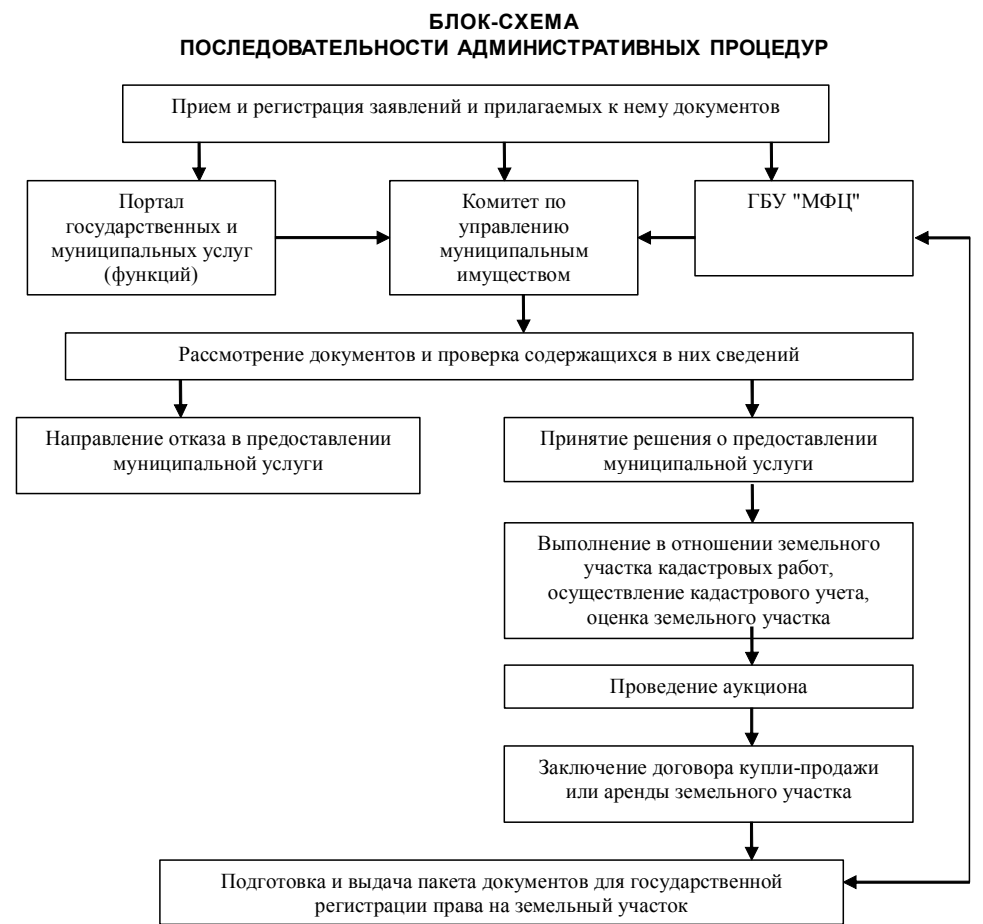 БЛОК-СХЕМА
ПОСЛЕДОВАТЕЛЬНОСТИ АДМИНИСТРАТИВНЫХ ПРОЦЕДУР
Прием и регистрация заявлений и прилагаемых к нему документов
Портал
государственных и
муниципальных услуг
(функций)
Комитет по
управлению
муниципальным
имуществом
ГБУ "МФЦ"
Рассмотрение документов и проверка содержащихся в них сведений
Направление отказа в предоставлении
муниципальной услуги
Принятие решения о предоставлении
муниципальной услуги
Выполнение в отношении земельного
участка кадастровых работ,
осуществление кадастрового учета,
оценка земельного участка
Проведение аукциона
Заключение договора купли-продажи
или аренды земельного участка
Подготовка и выдача пакета документов для государственной
регистрации права на земельный участок